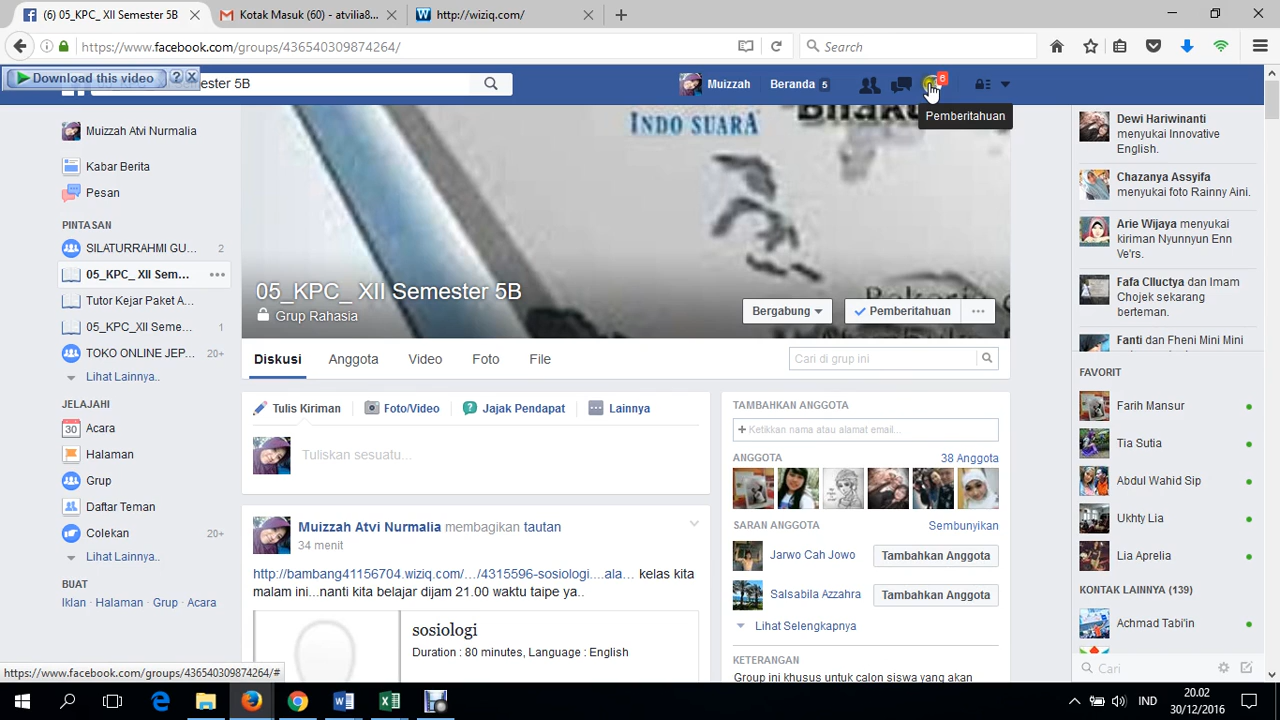 (6) 05_KPC_ XII Semester 5B
Kotak Masuk (60) - atvilia8...
http://wiziq.com/
https://www.facebook.com/groups/436540309874264/
Search
Download this video
?
ester 5B
Muizzah
Beranda 5
6
Pemberitahuan
Muizzah Atvi Nurmalia
Kabar Berita
Pesan
PINTASAN
SILATURRAHMI GU... 2
05_KPC_ XII Sem...
Tutor Kejar Paket A...
05_KPC_XII Seme... 1
TOKO ONLINE JEP... 20+
Lihat Lainnya..
JELAJAHI
30 Acara
Halaman
Grup
Daftar Teman
Colekan 20+
Lihat Lainnya..
BUAT
Iklan · Halaman · Grup · Acara
INDO SUARA
05_KPC_ XII Semester 5B
Grup Rahasia
Bergabung
Pemberitahuan
Diskusi
Anggota
Video
Foto
File
Cari di grup ini
Tulis Kiriman
Foto/Video
Jajak Pendapat
Lainnya
Tuliskan sesuatu...
Muizzah Atvi Nurmalia membagikan tautan
34 menit
http://bambang41156704.wiziq.com/.../4315596-sosiologi....ala... kelas kita
malam ini...nanti kita belajar dijam 21.00 waktu taipe ya..
sosiologi
Duration : 80 minutes, Language : English
TAMBAHKAN ANGGOTA
+ Ketikkan nama atau alamat email...
ANGGOTA
38 Anggota
SARAN ANGGOTA
Sembunyikan
Jarwo Cah Jowo
Tambahkan Anggota
Salsabila Azzahra
Tambahkan Anggota
Lihat Selengkapnya
KETERANGAN
Group ini khusus untuk calon siswa yang akan
Dewi Hariwinanti
menyukai Innovative
English.
Chazanya Assyifa
menyukai foto Rainny Aini.
Arie Wijaya menyukai
kiriman Nyunnyun Enn
Ve'rs.
Fafa Clluctya dan Imam
Chojek sekarang
berteman.
Fanti dan Fheni Mini Mini
FAVORIT
Farih Mansur
Tia Sutia
Abdul Wahid Sip
Ukhty Lia
Lia Aprelia
KONTAK LAINNYA (139)
Achmad Tabi'in
Cari
https://www.facebook.com/groups/436540309874264/#
IND
20.02
30/12/2016